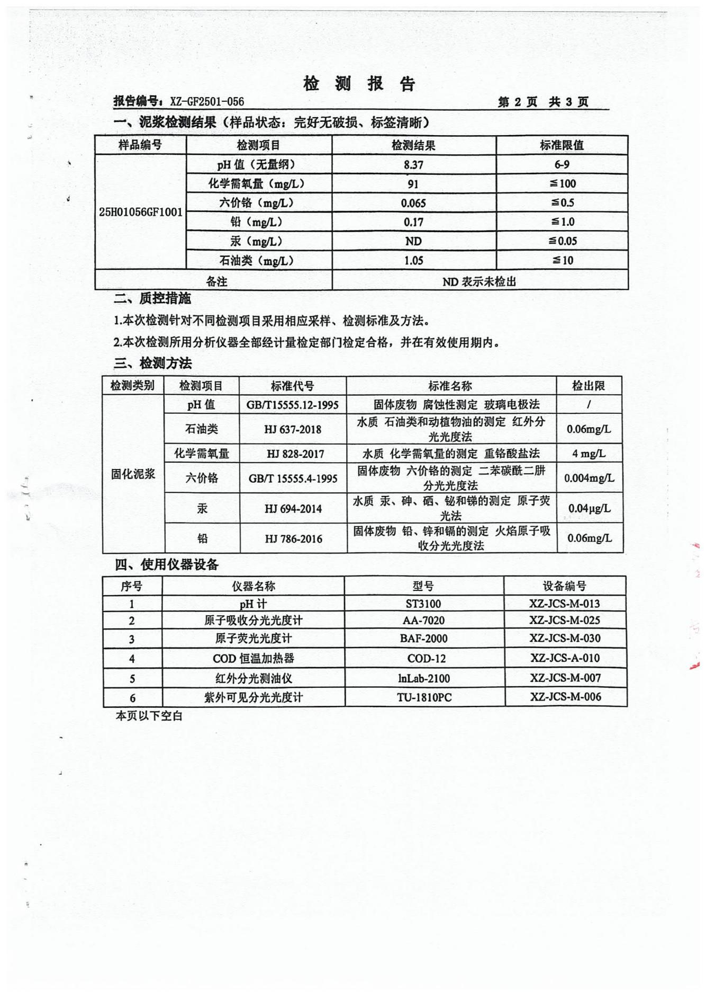 检 测 报 告
报告编号：XZ-GF2501-056 第 2 页 共 3 页
一、泥浆检测结果（样品状态：完好无破损、标签清晰）
样品编号 检测项目 检测结果 标准限值
25H01056GF1001
pH 值（无量纲） 8.37 6-9
化学需氧量（mg/L） 91 ≦100
六价铬（mg/L） 0.065 ≦0.5
铅（mg/L） 0.17 ≦1.0
汞（mg/L） ND ≦0.05
石油类（mg/L） 1.05 ≦10
备注 ND 表示未检出
二、质控措施
1.本次检测针对不同检测项目采用相应采样、检测标准及方法。
2.本次检测所用分析仪器全部经计量检定部门检定合格，并在有效使用期内。
三、检测方法
检测类别 检测项目 标准代号 标准名称 检出限
固化泥浆
pH 值 GB/T15555.12-1995 固体废物 腐蚀性测定 玻璃电极法 /
石油类 HJ 637-2018 水质 石油类和动植物油的测定 红外分
光光度法 0.06mg/L
化学需氧量 HJ 828-2017 水质 化学需氧量的测定 重铬酸盐法 4 mg/L
六价铬 GB/T 15555.4-1995 固体废物 六价铬的测定 二苯碳酰二肼
分光光度法 0.004mg/L
汞 HJ 694-2014 水质 汞、砷、硒、铋和锑的测定 原子荧
光法 0.04μg/L
铅 HJ 786-2016 固体废物 铅、锌和镉的测定 火焰原子吸
收分光光度法 0.06mg/L
四、使用仪器设备
序号 仪器名称 型号 设备编号
1 pH 计 ST3100 XZ-JCS-M-013
2 原子吸收分光光度计 AA-7020 XZ-JCS-M-025
3 原子荧光光度计 BAF-2000 XZ-JCS-M-030
4 COD 恒温加热器 COD-12 XZ-JCS-A-010
5 红外分光测油仪 lnLab-2100 XZ-JCS-M-007
6 紫外可见分光光度计 TU-1810PC XZ-JCS-M-006
本页以下空白